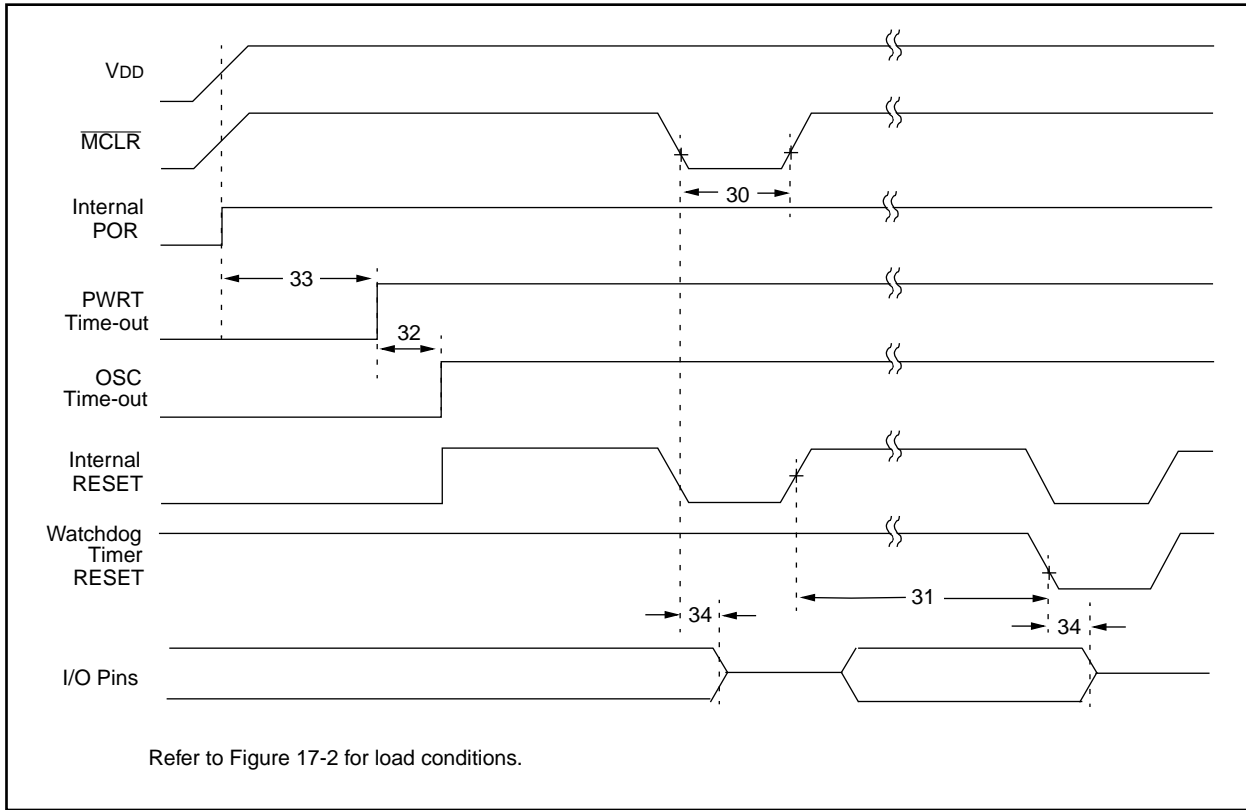 VDD
MCLR
30
Internal
POR
33
PWRT
Time-out
32
OSC
Time-out
Internal
RESET
Watchdog
Timer
RESET
31
34
34
I/O Pins
Refer to Figure 17-2 for load conditions.